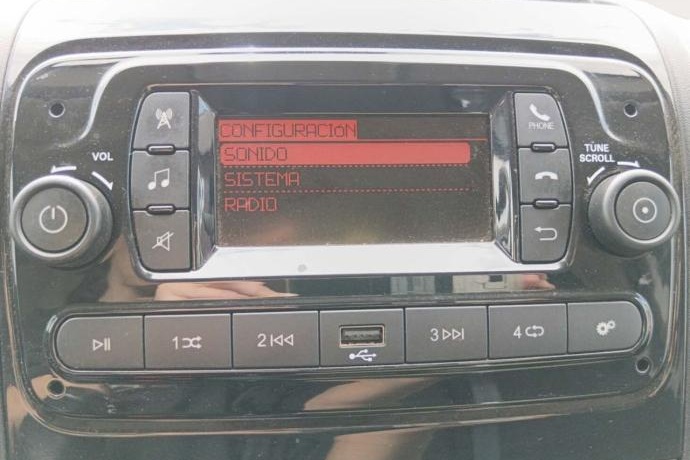 CONFIGURACIóN
SONIDO
SISTEMA
RADIO
VOL
PHONE
TUNE
SCROLL
1
2
3
4